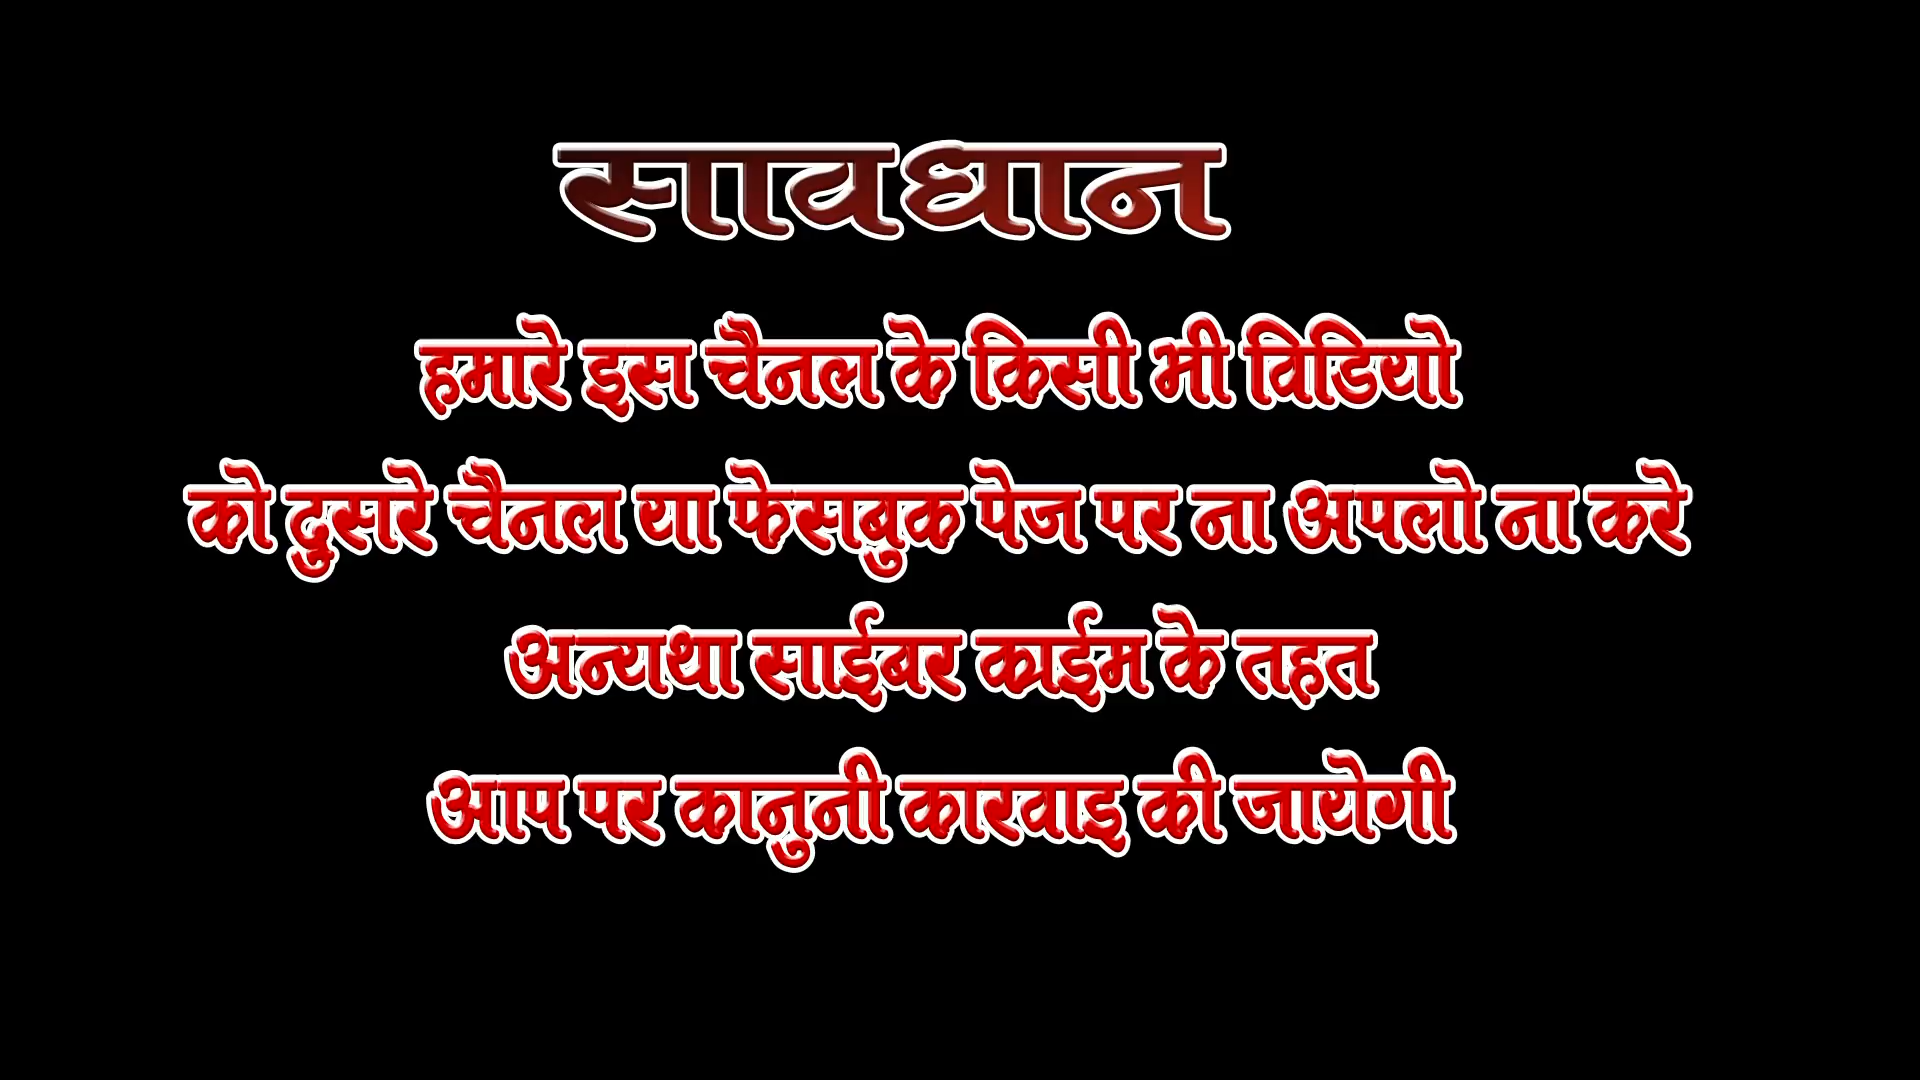 सावधान
हमारे इस चैनल के किसी भी विडियो
को दुसरे चैनल या फेसबुक पेज पर ना अपलो ना करे
अन्यथा साईबर क्राईम के तहत
आप पर कानुनी कारवाइ की जायेगी